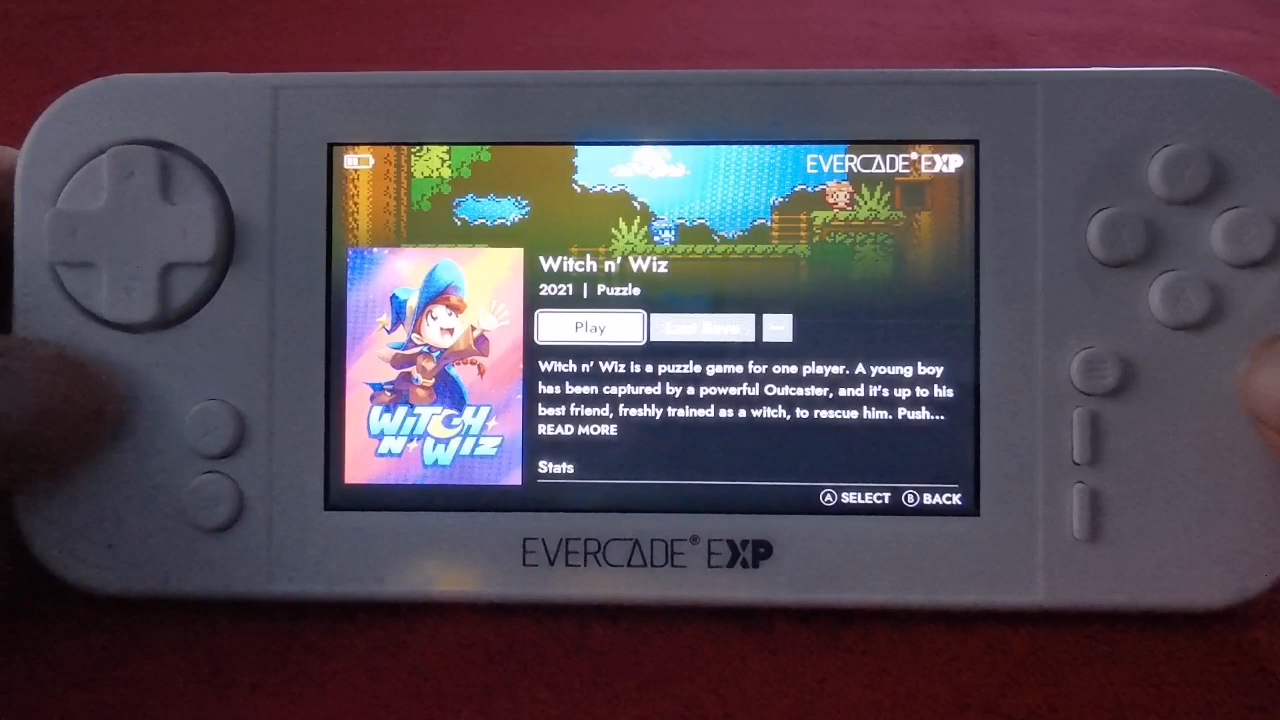 EVERCADE® EXP
Witch n' Wiz
2021 | Puzzle
Play
Last Save
Witch n' Wiz is a puzzle game for one player. A young boy
has been captured by a powerful Outcaster, and it's up to his
best friend, freshly trained as a witch, to rescue him. Push...
READ MORE
Stats
WITCH
N WIZ
A SELECT B BACK
EVERCADE® EXP